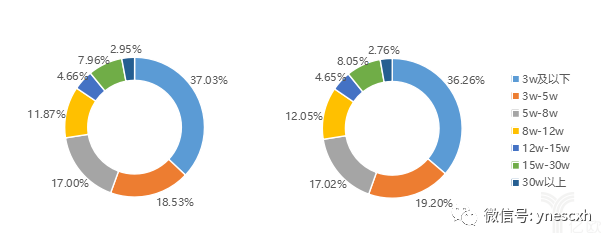 2.95%
7.96%
4.66%
37.03%
11.87%
17.00%
18.53%
2.76%
8.05%
4.65%
36.26%
12.05%
17.02%
19.20%
3w及以下
3w-5w
5w-8w
8w-12w
12w-15w
15w-30w
30w以上
微信号: ynescxh